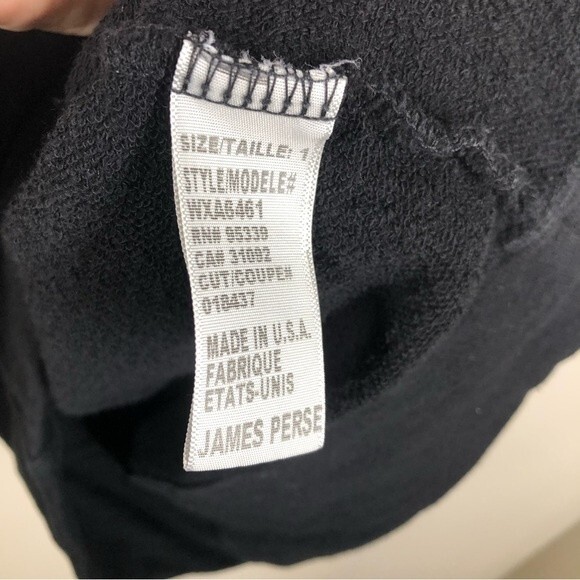 SIZE/TAILLE: 1
STYLE/MODELE#
WXA6461
RN# 95339
CA# 31092
CUT/COUPE#
018437
MADE IN U.S.A.
FABRIQUE
ETATS-UNIS
JAMES PERSE